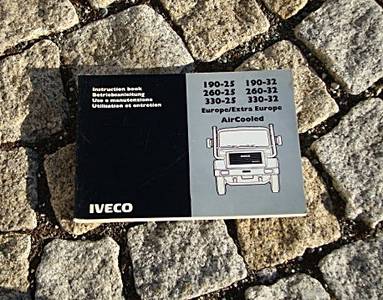 Instruction book
Betriebsanleitung
Uso e manutenzione
Utilisation et entretien
190-25 190-32
260-25 260-32
330-25 330-32
Europe/Extra Europe
AirCooled
IVECO